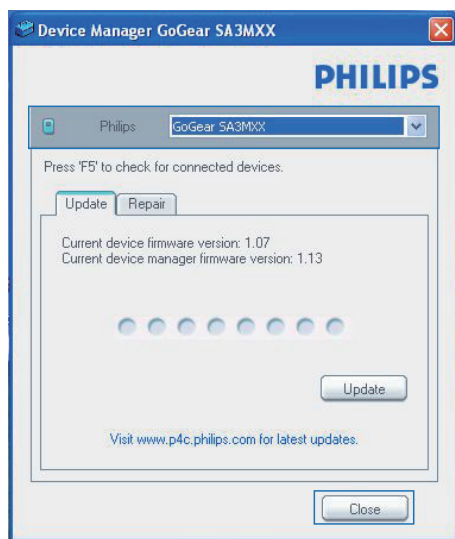 Device Manager GoGear SA3MXX
PHILIPS
Philips GoGear SA3MXX
Press 'F5' to check for connected devices.
Update Repair
Current device firmware version: 1.07
Current device manager firmware version: 1.13
Update
Visit www.p4c.philips.com for latest updates.
Close